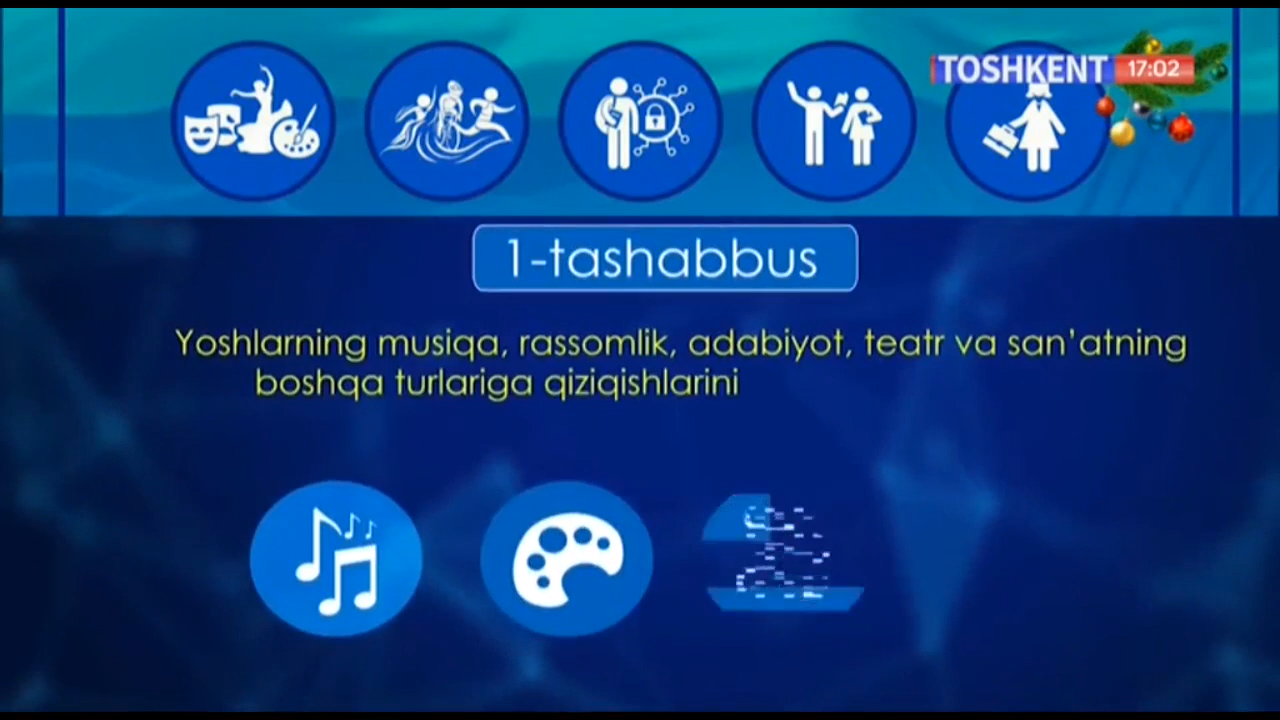 TOSHKENT 17:02
1-tashabbus
Yoshlarning musiqa, rassomlik, adabiyot, teatr va san’atning
boshqa turlariga qiziqishlarini